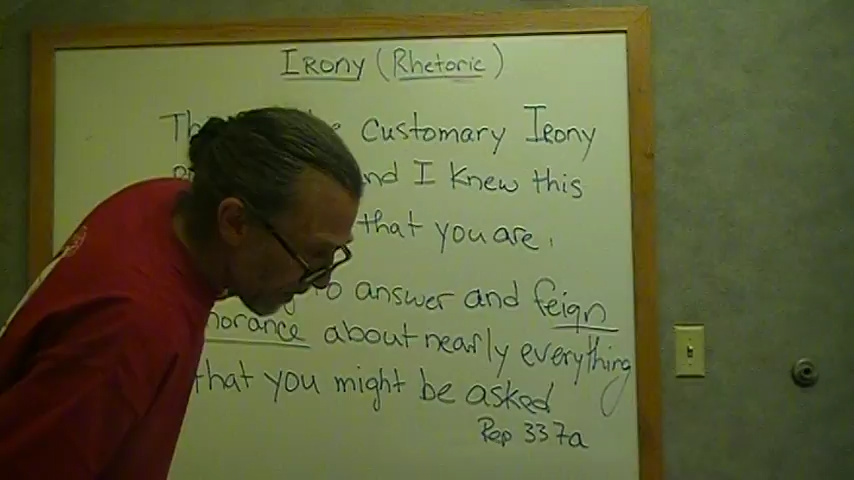 Irony (Rhetoric)
Th customary Irony
nd I knew this
that you are.
o answer and feign
norance about nearly everything
that you might be asked
Rep 337a